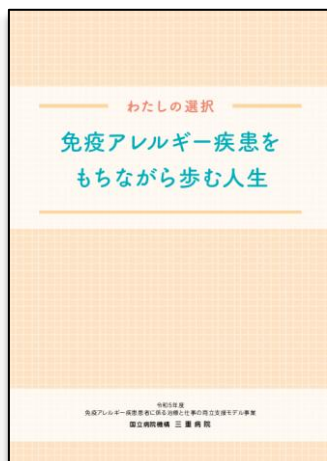 わたしの選択
免疫アレルギー疾患を
もちながら歩む人生
令和5年度
免疫アレルギー疾患患者に係る治療と仕事の両立支援モデル事業
国立病院機構 三重病院